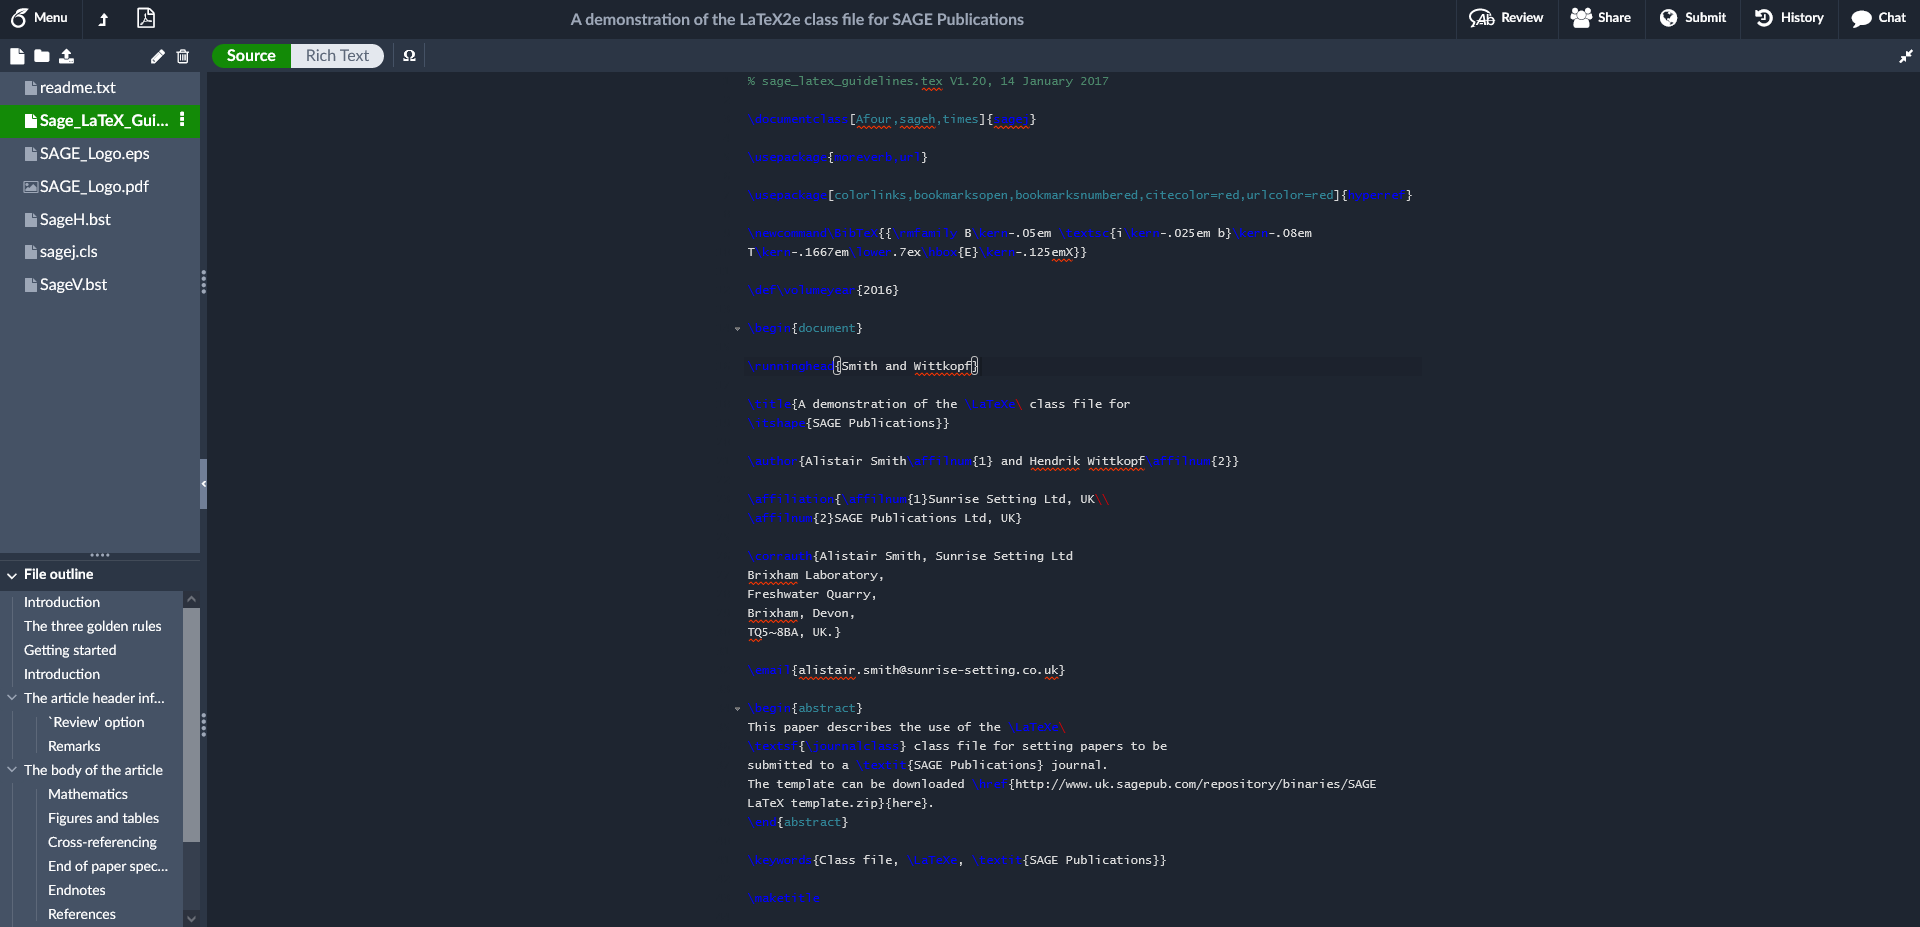 Menu
A demonstration of the LaTeX2e class file for SAGE Publications
Review
Share
Submit
History
Chat
Source
Rich Text
Ω
readme.txt
Sage_LaTeX_Gui...
SAGE_Logo.eps
SAGE_Logo.pdf
SageH.bst
sagej.cls
SageV.bst
File outline
Introduction
The three golden rules
Getting started
Introduction
The article header inf...
`Review' option
Remarks
The body of the article
Mathematics
Figures and tables
Cross-referencing
End of paper spec...
Endnotes
References
% sage_latex_guidelines.tex V1.20, 14 January 2017
\documentclass[Afour,sageh,times]{sagej}
\usepackage{moreverb,url}
\usepackage[colorlinks,bookmarksopen,bookmarksnumbered,citecolor=red,urlcolor=red]{hyperref}
\newcommand\BibTeX{{\rmfamily B\kern-.05em \textsc{i\kern-.025em b}\kern-.08em
T\kern-.1667em\lower.7ex\hbox{E}\kern-.125emX}}
\def\volumeyear{2016}
\begin{document}
\runninghead{Smith and Wittkopf}
\title{A demonstration of the \LaTeXe\ class file for
\itshape{SAGE Publications}}
\author{Alistair Smith\affilnum{1} and Hendrik Wittkopf\affilnum{2}}
\affiliation{\affilnum{1}Sunrise Setting Ltd, UK\\
\affilnum{2}SAGE Publications Ltd, UK}
\corrauth{Alistair Smith, Sunrise Setting Ltd
Brixham Laboratory,
Freshwater Quarry,
Brixham, Devon,
TQ5~8BA, UK.}
\email{alistair.smith@sunrise-setting.co.uk}
\begin{abstract}
This paper describes the use of the \LaTeXe\
\textsf{\journalclass} class file for setting papers to be
submitted to a \textit{SAGE Publications} journal.
The template can be downloaded \href{http://www.uk.sagepub.com/repository/binaries/SAGE
LaTeX template.zip}{here}.
\end{abstract}
\keywords{Class file, \LaTeXe, \textit{SAGE Publications}}
\maketitle